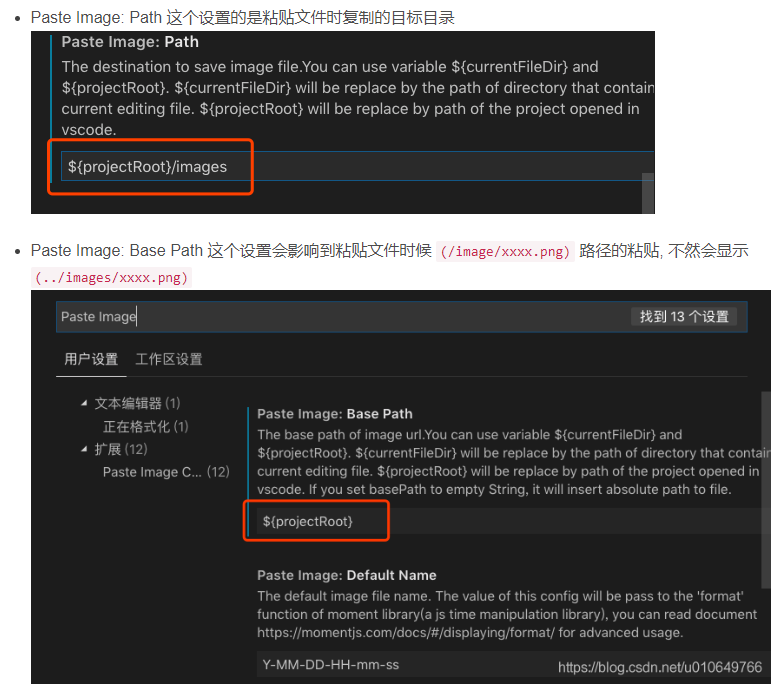 Paste Image: Path 这个设置的是粘贴文件时复制的目标目录
Paste Image: Path
The destination to save image file.You can use variable ${currentFileDir} and
${projectRoot}. ${currentFileDir} will be replace by the path of directory that contain
current editing file. ${projectRoot} will be replace by path of the project opened in
vscode.
${projectRoot}/images
Paste Image: Base Path 这个设置会影响到粘贴文件时候 (/image/xxxx.png) 路径的粘贴, 不然会显示
(../images/xxxx.png)
Paste Image
找到 13 个设置
用户设置 工作区设置
文本编辑器 (1)
正在格式化 (1)
扩展 (12)
Paste Image C... (12)
Paste Image: Base Path
The base path of image url.You can use variable ${currentFileDir} and
${projectRoot}. ${currentFileDir} will be replace by the path of directory that contain
current editing file. ${projectRoot} will be replace by path of the project opened in
vscode. If you set basePath to empty String, it will insert absolute path to file.
${projectRoot}
Paste Image: Default Name
The default image file name. The value of this config will be pass to the 'format'
function of moment library(a js time manipulation library), you can read document
https://momentjs.com/docs/#/displaying/format/ for advanced usage.
Y-MM-DD-HH-mm-ss
https://blog.csdn.net/u010649766